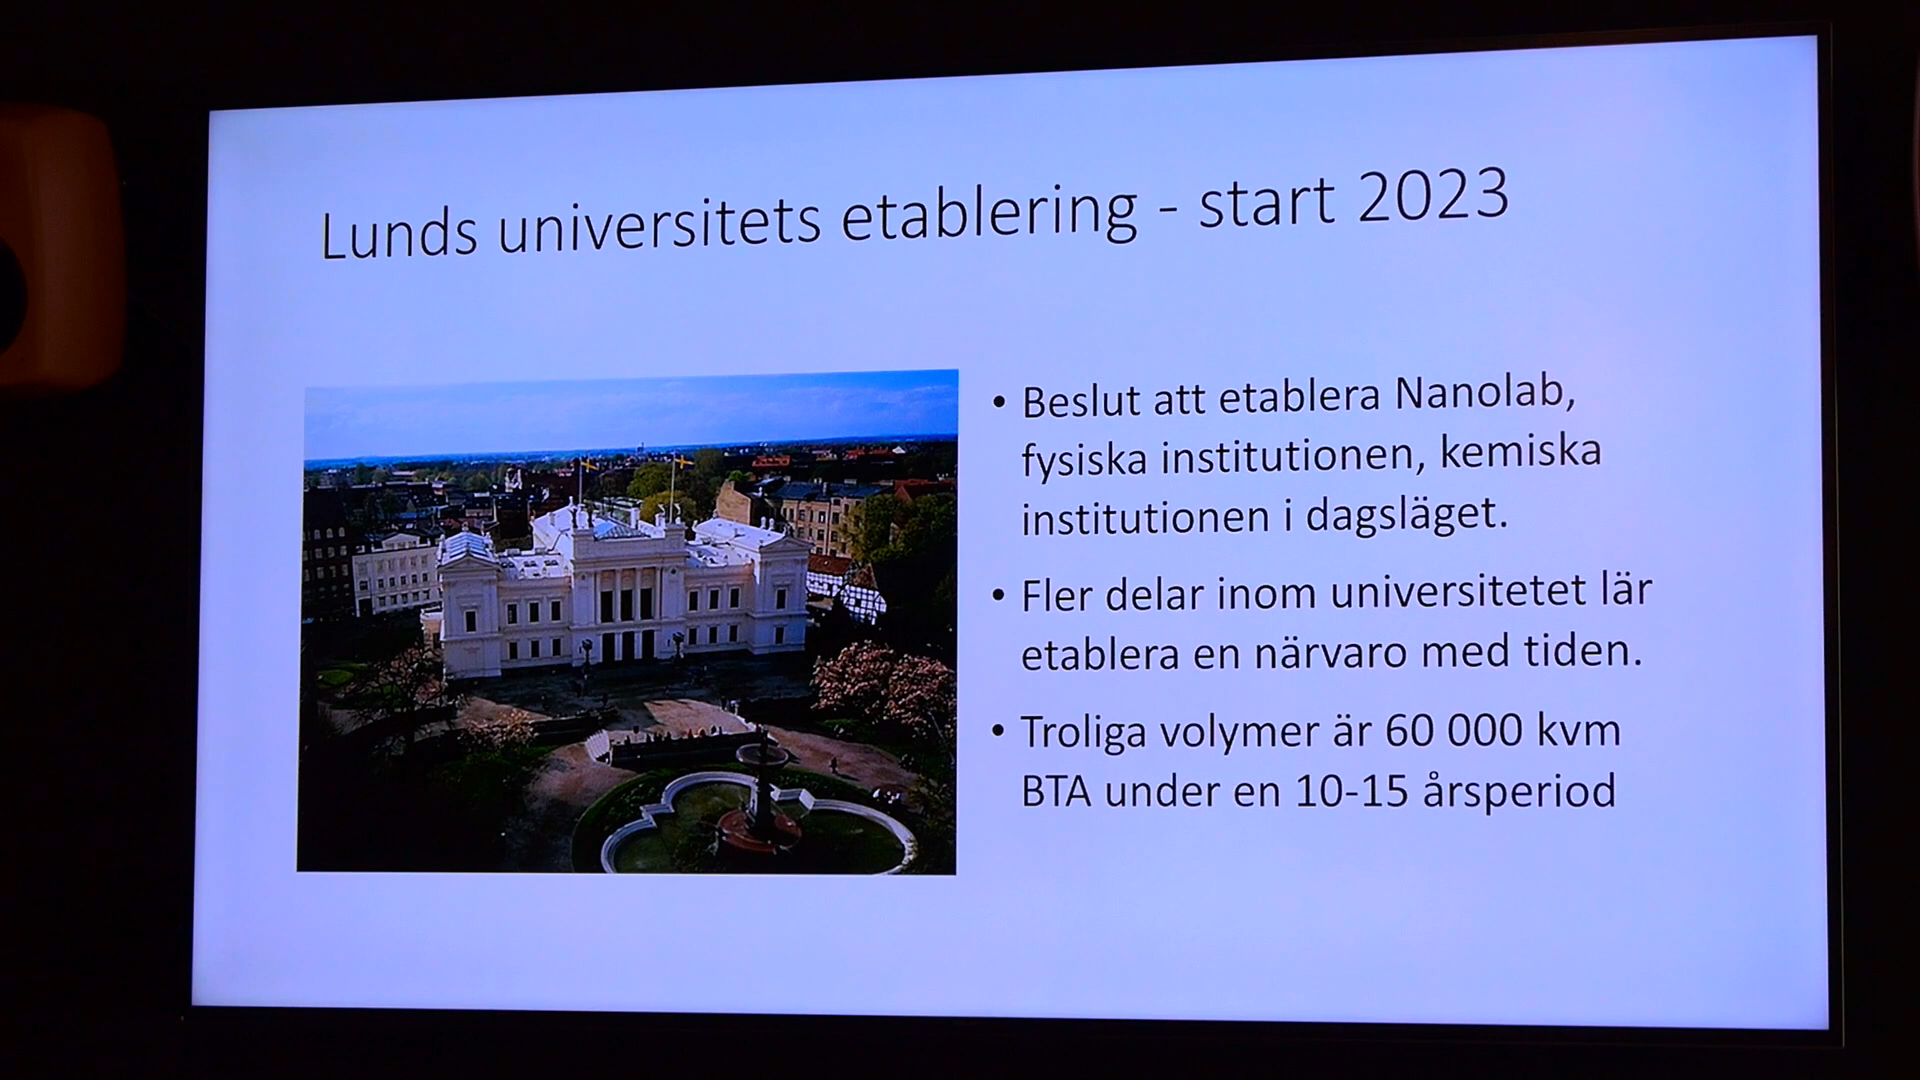 Lunds universitets etablering - start 2023
• Beslut att etablera Nanolab,
fysiska institutionen, kemiska
institutionen i dagsläget.
• Fler delar inom universitetet lär
etablera en närvaro med tiden.
• Troliga volymer är 60 000 kvm
BTA under en 10-15 årsperiod